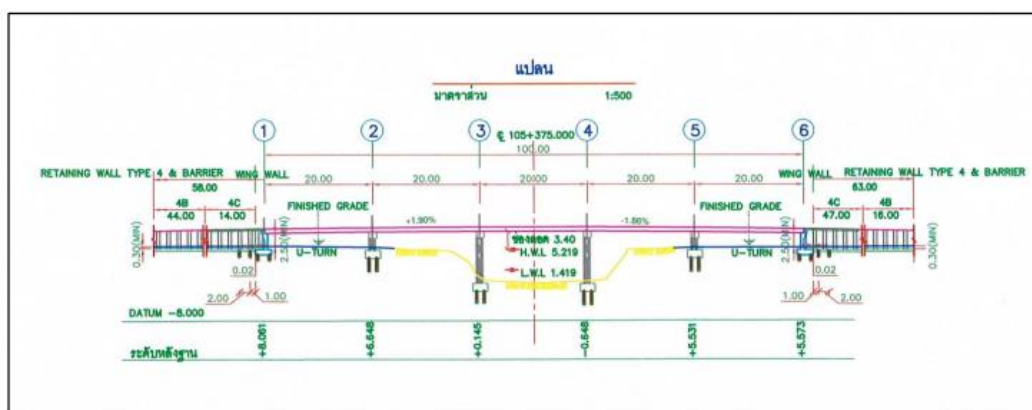 แปลน
มาตราส่วน 1:500
1 2 3 4 5 6
105+375.000
100.00
RETAINING WALL TYPE 4 & BARRIER WING WALL WING WALL RETAINING WALL TYPE 4 & BARRIER
58.00 20.00 20.00 20.00 20.00 20.00 63.00
4B 4C FINISHED GRADE FINISHED GRADE 4C 4B
44.00 14.00 47.00 16.00
+1.90% -1.86%
0.30(MIN) 2.50(MIN) 3.40 2.50(MIN) 0.30(MIN)
U-TURN H.W.L 5.219 U-TURN
L.W.L 1.419
0.02 0.02
2.00 1.00 1.00 2.00
DATUM -8.000
ระดับหลังฐาน +6.648 +0.145 -0.648 +5.531 +5.573